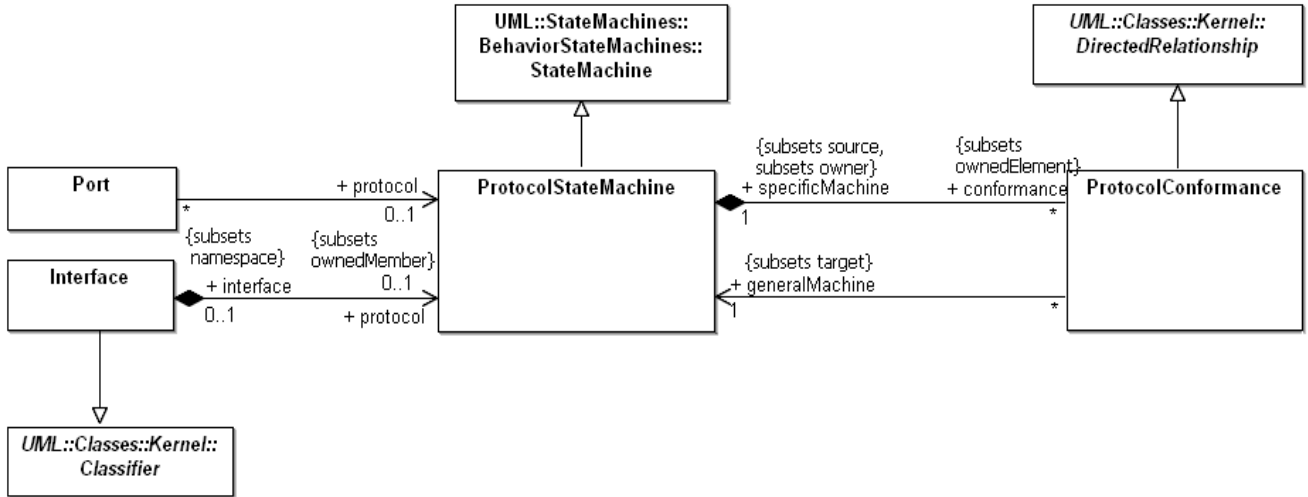 UML::StateMachines::
BehaviorStateMachines::
StateMachine
UML::Classes::Kernel::
DirectedRelationship
Port
+ protocol
*
0..1
ProtocolStateMachine
{subsets source,
subsets owner}
+ specificMachine
1
{subsets
ownedElement}
+ conformance
*
ProtocolConformance
Interface
{subsets
namespace}
+ interface
0..1
{subsets
ownedMember}
0..1
+ protocol
{subsets target}
+ generalMachine
1
*
UML::Classes::Kernel::
Classifier